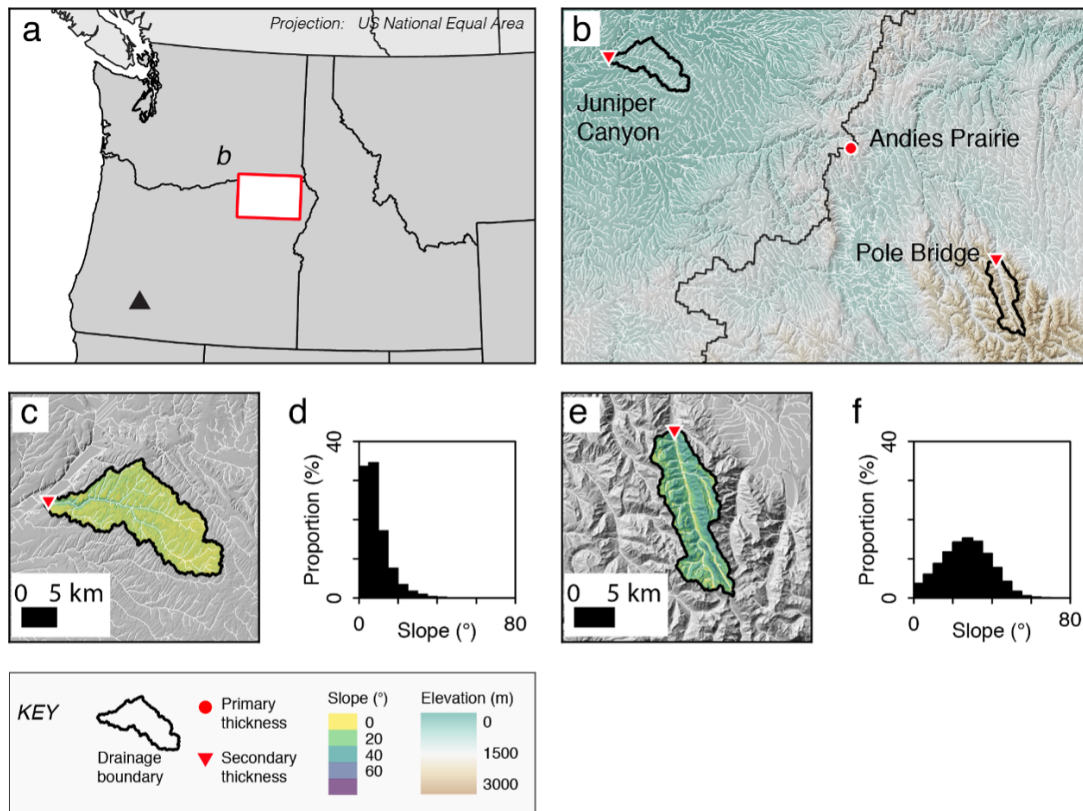 a
Projection: US National Equal Area
b
b
Juniper
Canyon
Andies Prairie
Pole Bridge
c
0 5 km
d
40
Proportion (%)
0
0 80
Slope (°)
e
0 5 km
f
40
Proportion (%)
0
0 80
Slope (°)
KEY
Drainage
boundary
Primary
thickness
Secondary
thickness
Slope (°)
0
20
40
60
Elevation (m)
0
1500
3000